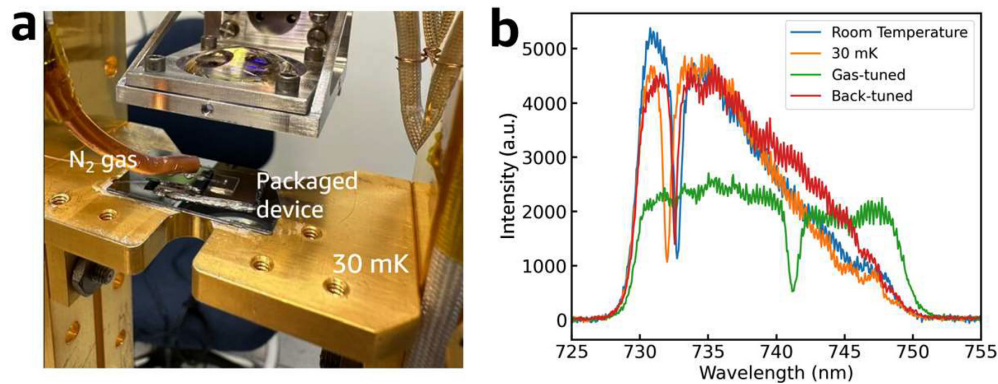 a
N₂ gas
Packaged
device
30 mK
b
Room Temperature
30 mK
Gas-tuned
Back-tuned
Intensity (a.u.)
5000
4000
3000
2000
1000
0
725 730 735 740 745 750 755
Wavelength (nm)